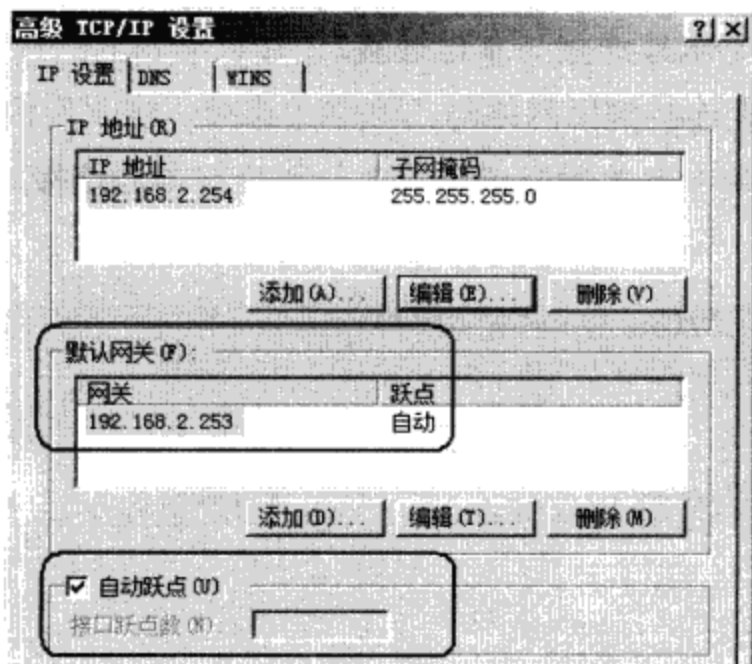 高级 TCP/IP 设置
IP 设置 DNS WINS
IP 地址(R)
IP 地址 子网掩码
192.168.2.254 255.255.255.0
添加(A)... 编辑(E)... 删除(V)
默认网关(F):
网关 跃点
192.168.2.253 自动
添加(D)... 编辑(T)... 删除(M)
自动跃点(U)
接口跃点数(N)